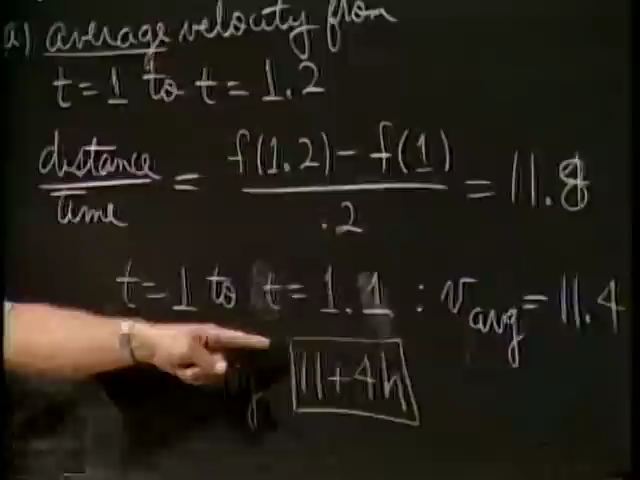 a) average velocity from
t=1 to t=1.2
distance/time = f(1.2)-f(1)/.2 = 11.8
t=1 to t=1.1 : v avg = 11.4
11+4h